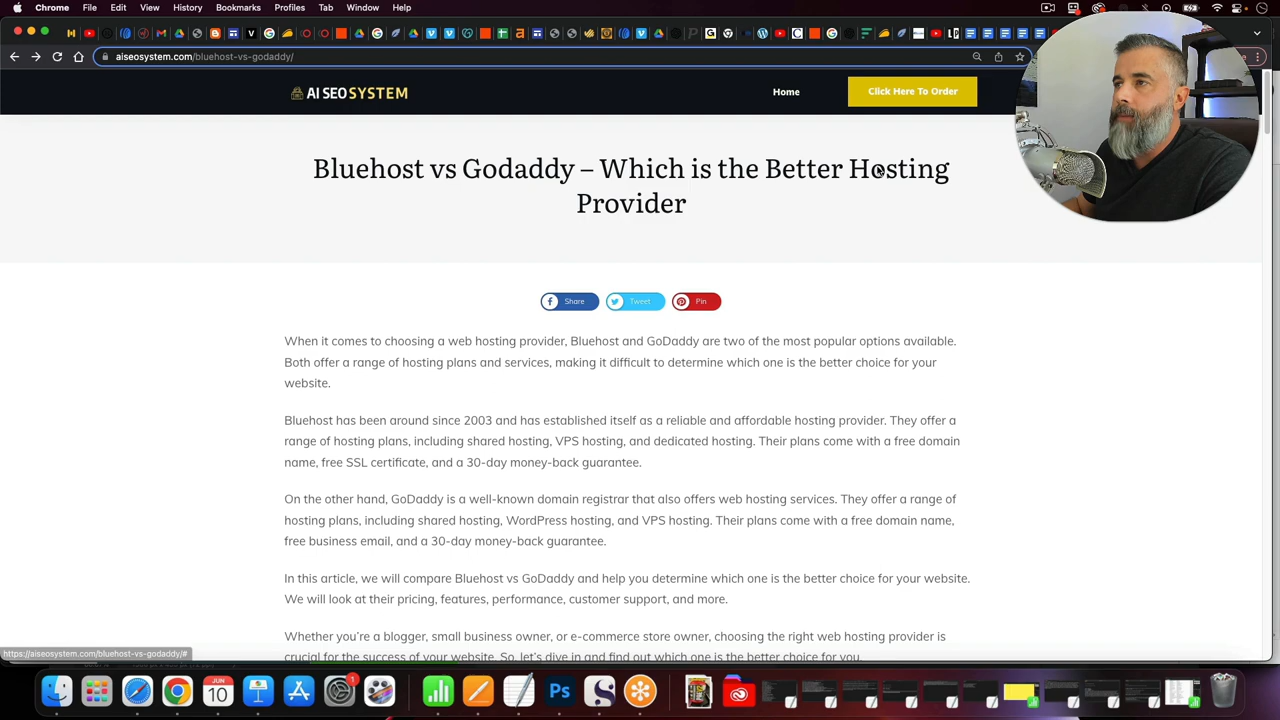 Chrome File Edit View History Bookmarks Profiles Tab Window Help
aiseosystem.com/bluehost-vs-godaddy/
AI SEO SYSTEM
Home
Click Here To Order
Bluehost vs Godaddy – Which is the Better Hosting
Provider
Share
Tweet
Pin
When it comes to choosing a web hosting provider, Bluehost and GoDaddy are two of the most popular options available.
Both offer a range of hosting plans and services, making it difficult to determine which one is the better choice for your
website.
Bluehost has been around since 2003 and has established itself as a reliable and affordable hosting provider. They offer a
range of hosting plans, including shared hosting, VPS hosting, and dedicated hosting. Their plans come with a free domain
name, free SSL certificate, and a 30-day money-back guarantee.
On the other hand, GoDaddy is a well-known domain registrar that also offers web hosting services. They offer a range of
hosting plans, including shared hosting, WordPress hosting, and VPS hosting. Their plans come with a free domain name,
free business email, and a 30-day money-back guarantee.
In this article, we will compare Bluehost vs GoDaddy and help you determine which one is the better choice for your website.
We will look at their pricing, features, performance, customer support, and more.
Whether you're a blogger, small business owner, or e-commerce store owner, choosing the right web hosting provider is
crucial for the success of your website. So, let's dive in and find out which one is the better choice for you
https://aiseosystem.com/bluehost-vs-godaddy/#
JUN
10
1
Ps